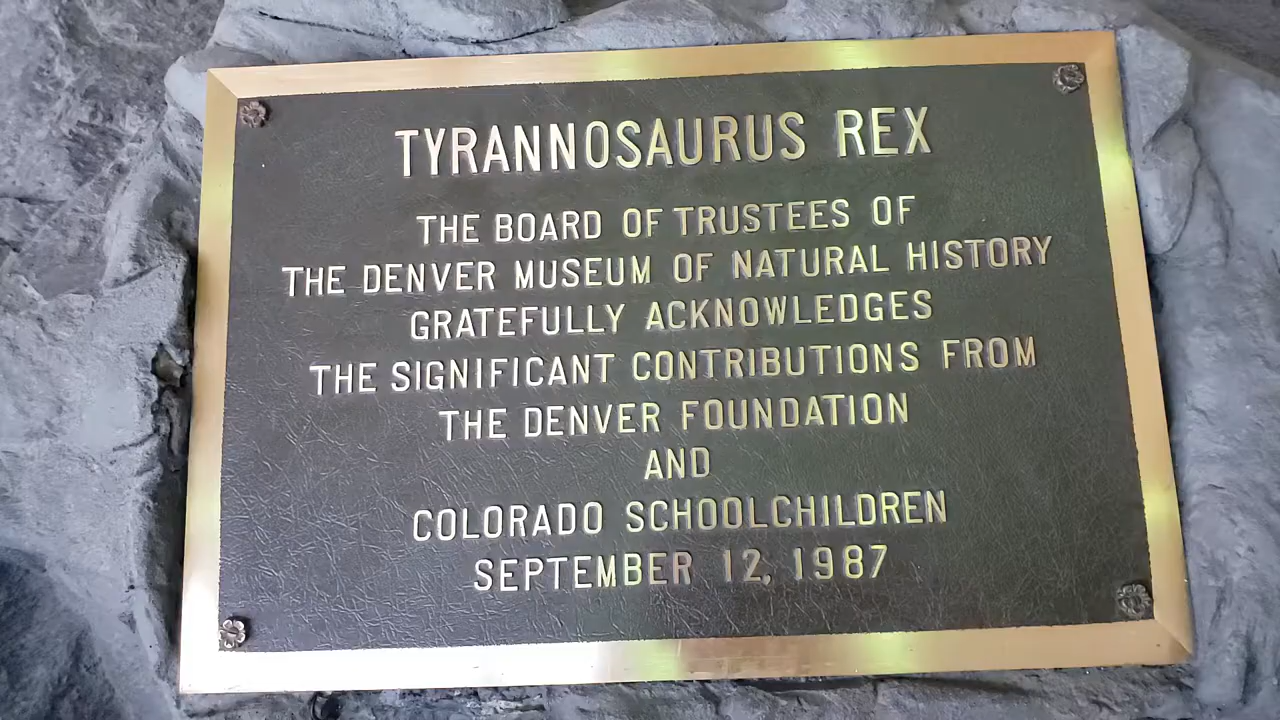 TYRANNOSAURUS REX
THE BOARD OF TRUSTEES OF
THE DENVER MUSEUM OF NATURAL HISTORY
GRATEFULLY ACKNOWLEDGES
THE SIGNIFICANT CONTRIBUTIONS FROM
THE DENVER FOUNDATION
AND
COLORADO SCHOOLCHILDREN
SEPTEMBER 12, 1987